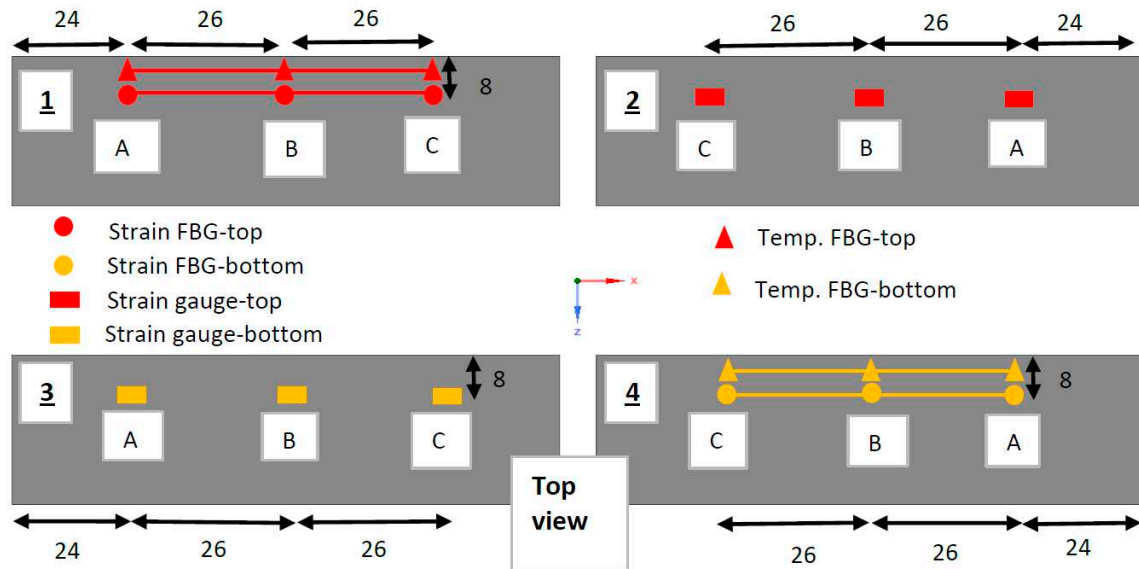 24 26 26
26 26 24
1
8
A B C
2
C B A
Strain FBG-top
Strain FBG-bottom
Strain gauge-top
Strain gauge-bottom
Temp. FBG-top
Temp. FBG-bottom
x
z
3
8
A B C
4
8
C B A
Top
view
24 26 26
26 26 24